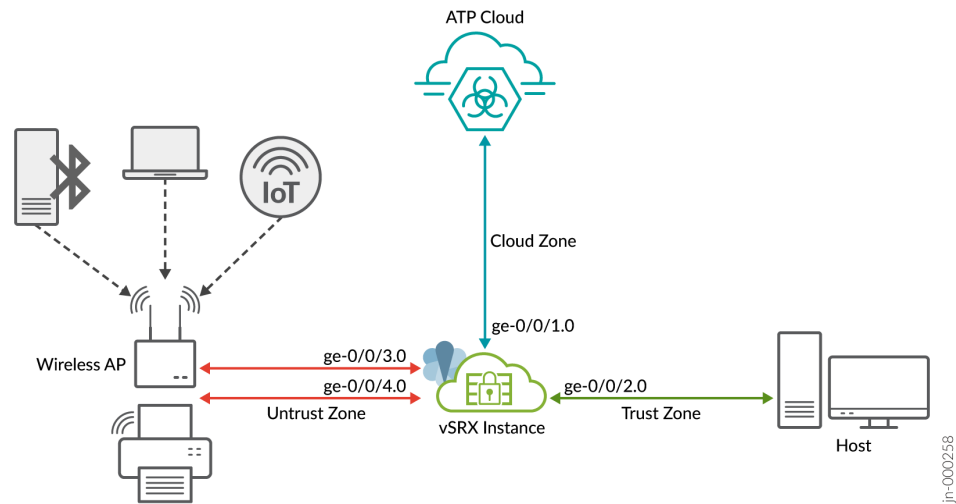 ATP Cloud
IoT
Cloud Zone
ge-0/0/1.0
Wireless AP
ge-0/0/3.0
ge-0/0/4.0
ge-0/0/2.0
Untrust Zone
Trust Zone
vSRX Instance
Host
jn-000258